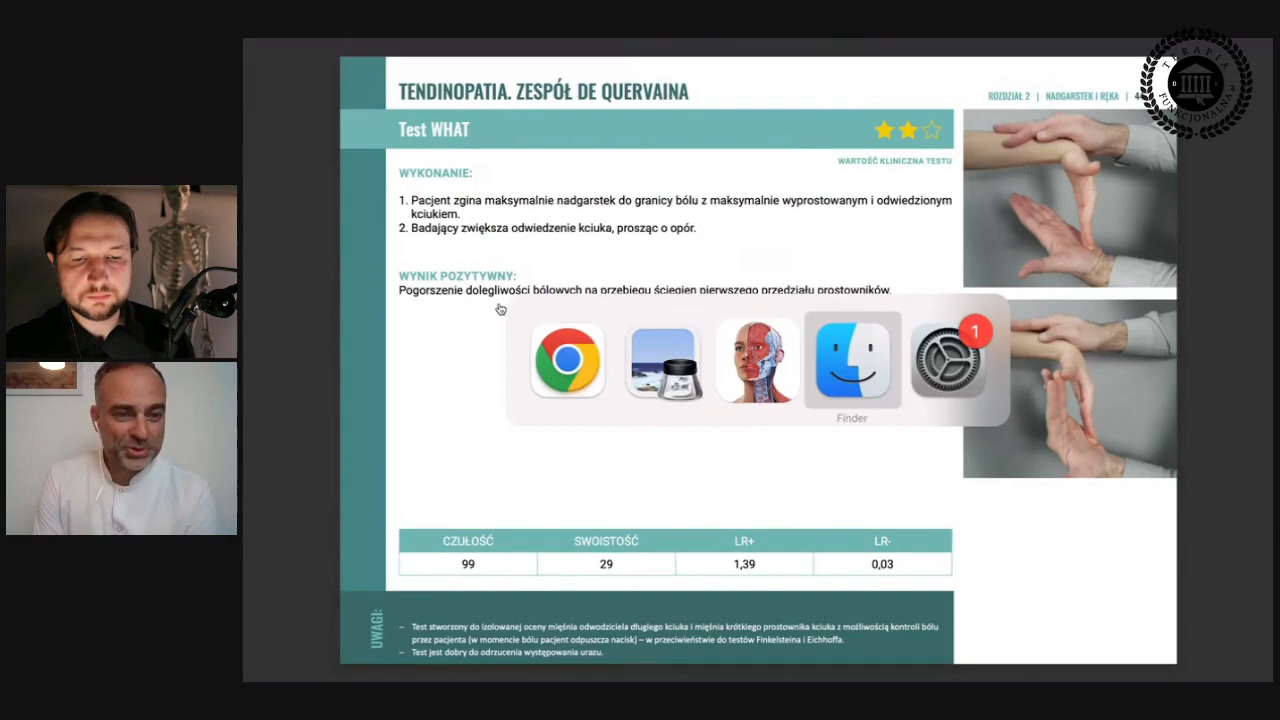 TERAPIA
FUNKCJONALNA
TENDINOPATIA. ZESPÓŁ DE QUERVAINA
ROZDZIAŁ 2 | NADGARSTEK I RĘKA |
Test WHAT
WARTOŚĆ KLINICZNA TESTU
WYKONANIE:
1. Pacjent zgina maksymalnie nadgarstek do granicy bólu z maksymalnie wyprostowanym i odwiedzionym
kciukiem.
2. Badający zwiększa odwiedzenie kciuka, prosząc o opór.
WYNIK POZYTYWNY:
Pogorszenie dolegliwości bólowych na przebiegu ścięgien pierwszego przedziału prostowników.
1
Finder
CZUŁOŚĆ SWOISTOŚĆ LR+ LR-
99 29 1,39 0,03
UWAGI:
– Test stworzony do izolowanej oceny mięśnia odwodziciela długiego kciuka i mięśnia krótkiego prostownika kciuka z możliwością kontroli bólu
przez pacjenta (w momencie bólu pacjent odpuszcza nacisk) – w przeciwieństwie do testów Finkelsteina i Eichhoffa.
– Test jest dobry do odrzucenia występowania urazu.